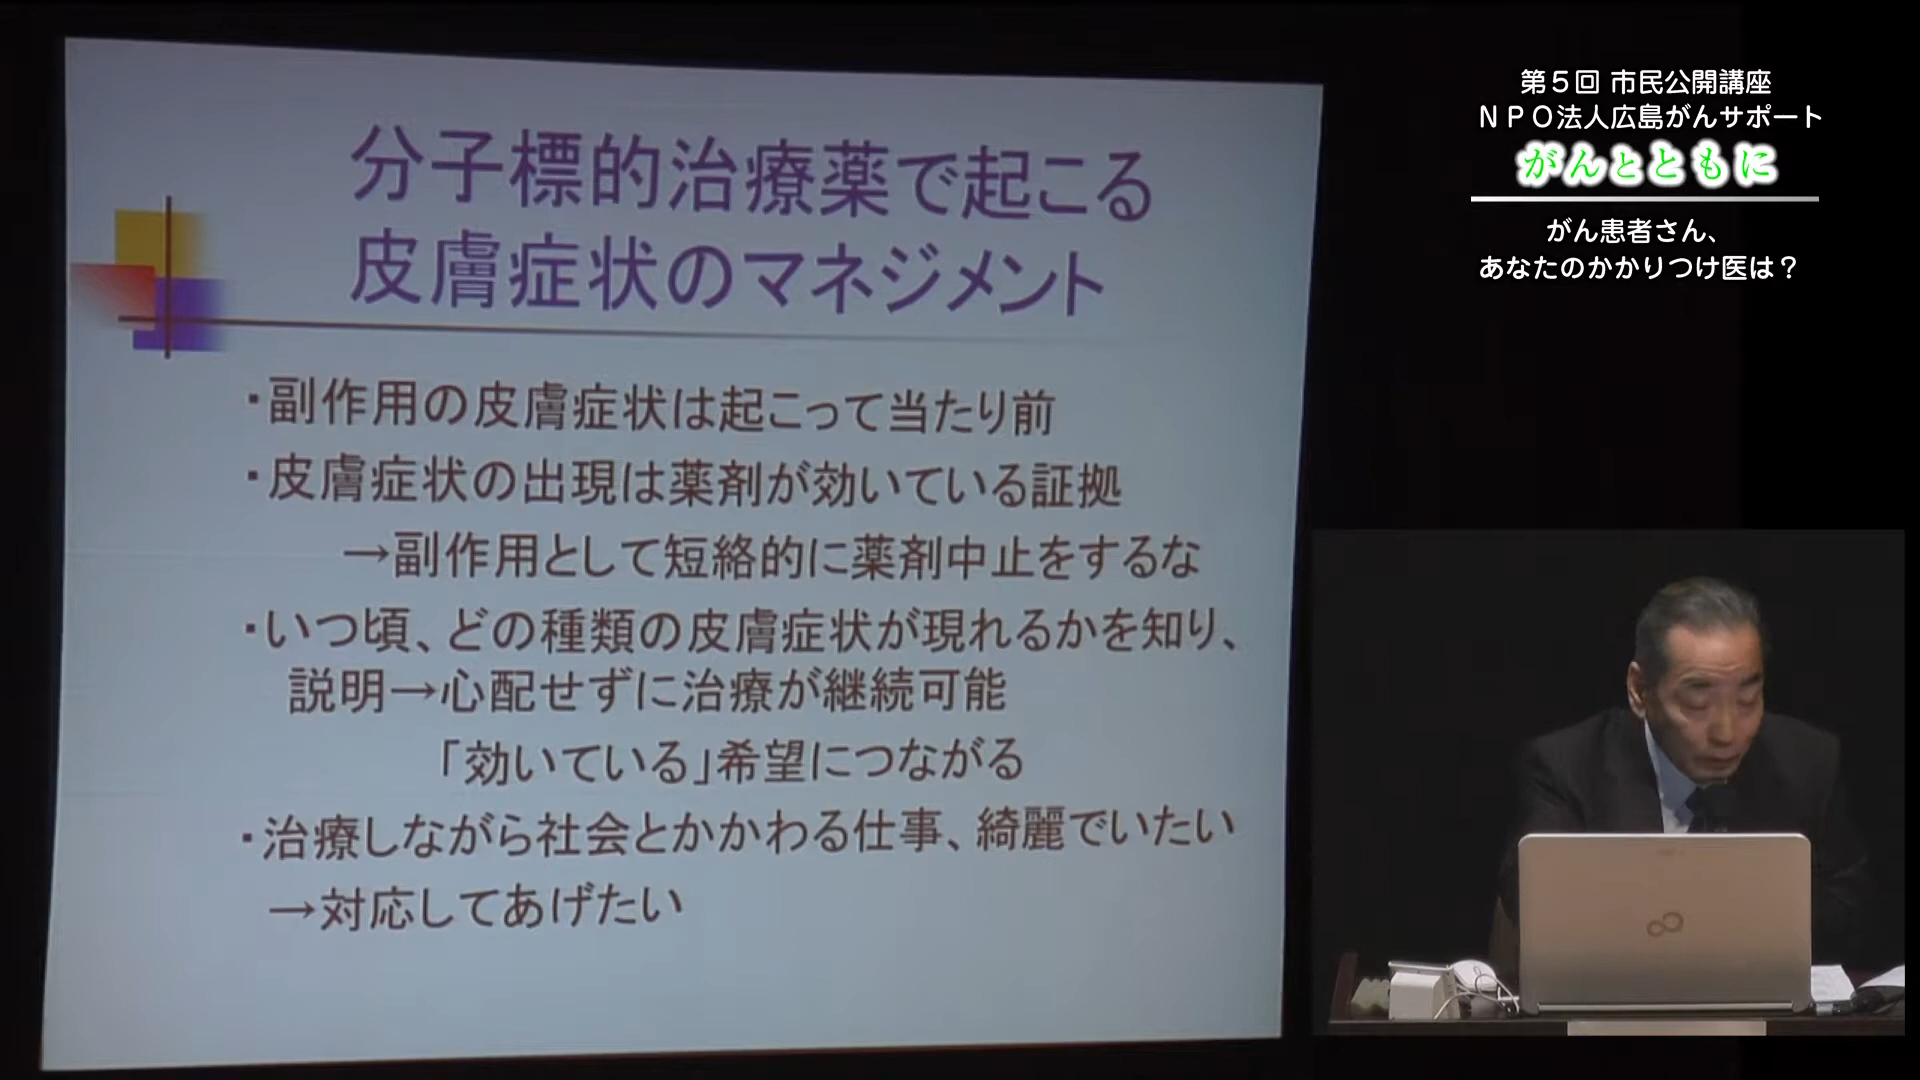 分子標的治療薬で起こる
皮膚症状のマネジメント
・副作用の皮膚症状は起こって当たり前
・皮膚症状の出現は薬剤が効いている証拠
→副作用として短絡的に薬剤中止をするな
・いつ頃、どの種類の皮膚症状が現れるかを知り、
説明→心配せずに治療が継続可能
「効いている」希望につながる
・治療しながら社会とかかわる仕事、綺麗でいたい
→対応してあげたい
第５回 市民公開講座
ＮＰＯ法人広島がんサポート
がんとともに
がん患者さん、
あなたのかかりつけ医は？